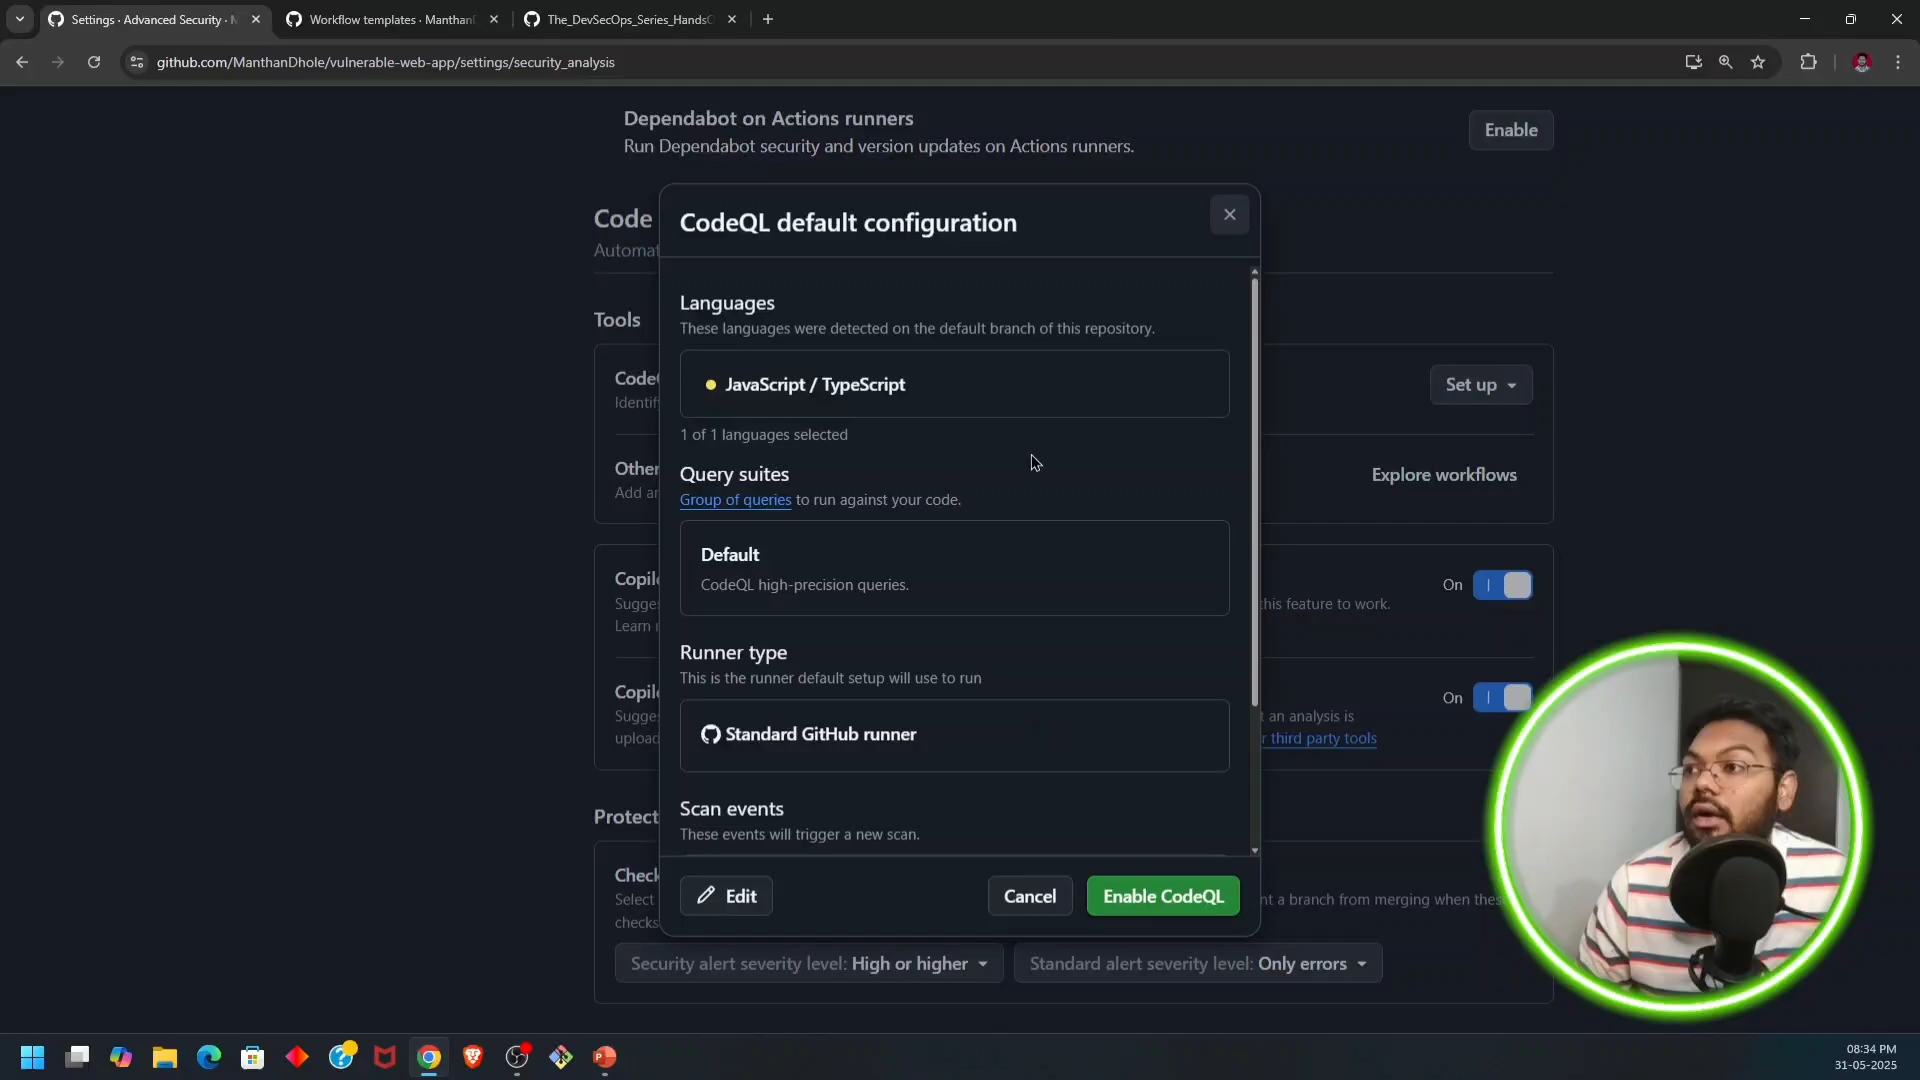 Settings · Advanced Security · M
Workflow templates · Manthan
The_DevSecOps_Series_Hands
github.com/ManthanDhole/vulnerable-web-app/settings/security_analysis
Dependabot on Actions runners
Run Dependabot security and version updates on Actions runners.
Enable
Code
Automat
Tools
Code
Identify
Set up
Other
Add an
Explore workflows
Copil
Sugge
Learn
this feature to work.
On
Copil
Sugge
upload
On
t an analysis is
r third party tools
Protect
Check
Select
checks
nt a branch from merging when these
Security alert severity level: High or higher
Standard alert severity level: Only errors
CodeQL default configuration
Languages
These languages were detected on the default branch of this repository.
JavaScript / TypeScript
1 of 1 languages selected
Query suites
Group of queries to run against your code.
Default
CodeQL high-precision queries.
Runner type
This is the runner default setup will use to run
Standard GitHub runner
Scan events
These events will trigger a new scan.
Edit
Cancel
Enable CodeQL
08:34 PM
31-05-2025